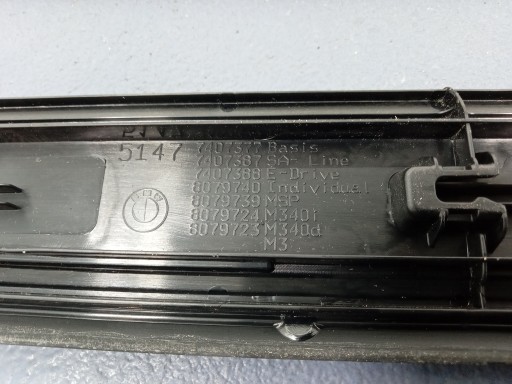 5147 7407377 Basis
7407387 SA-Line
7407388 E-Drive
8079740 Individual
8079739 MSP
8079724 M340i
8079723 M340d
M3